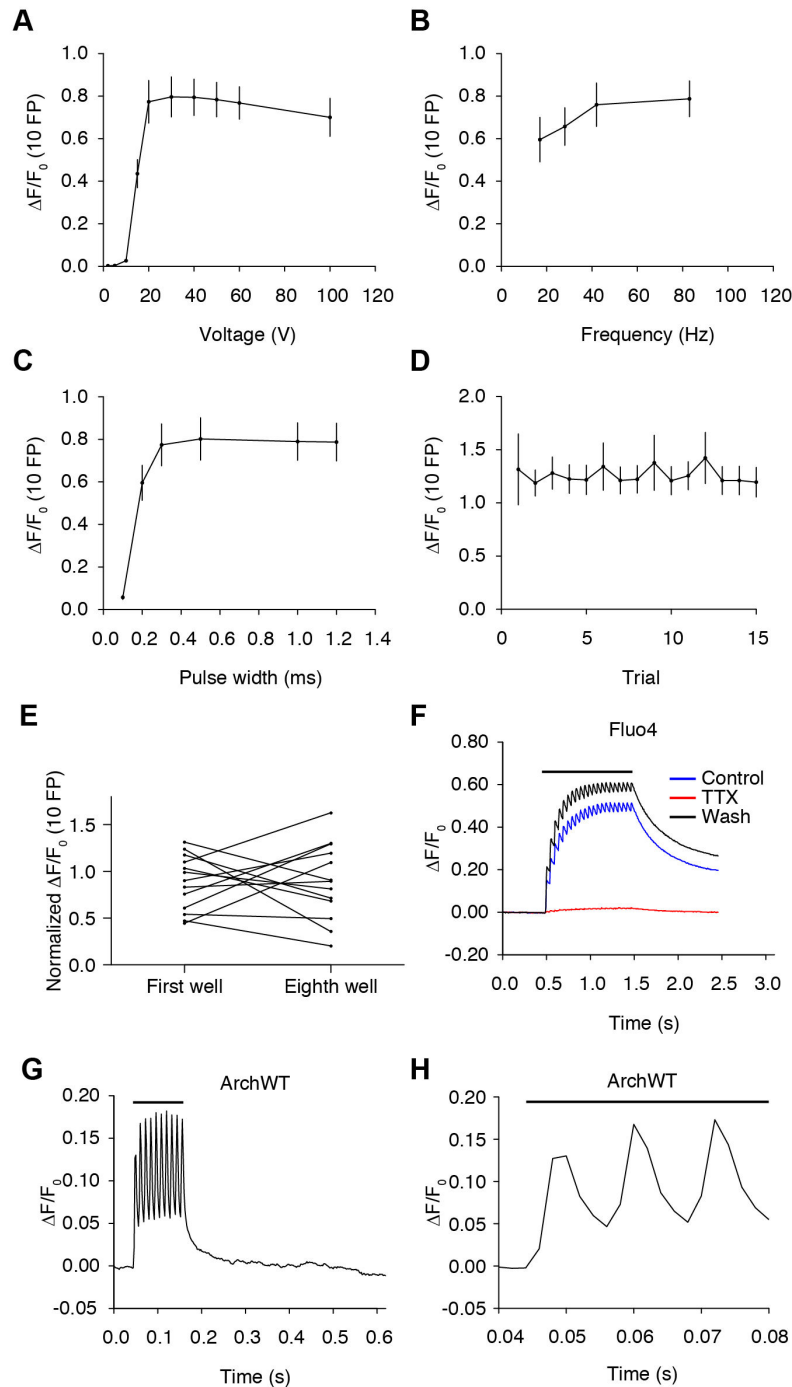 A
ΔF/F0 (10 FP)
1.0
0.8
0.6
0.4
0.2
0.0
0 20 40 60 80 100 120
Voltage (V)
B
ΔF/F0 (10 FP)
1.0
0.8
0.6
0.4
0.2
0.0
0 20 40 60 80 100 120
Frequency (Hz)
C
ΔF/F0 (10 FP)
1.0
0.8
0.6
0.4
0.2
0.0
0.0 0.2 0.4 0.6 0.8 1.0 1.2 1.4
Pulse width (ms)
D
ΔF/F0 (10 FP)
2.0
1.5
1.0
0.5
0.0
0 5 10 15
Trial
E
Normalized ΔF/F0 (10 FP)
1.5
1.0
0.5
0.0
First well Eighth well
F
Fluo4
ΔF/F0
0.80
0.60
0.40
0.20
0.00
-0.20
Control
TTX
Wash
0.0 0.5 1.0 1.5 2.0 2.5 3.0
Time (s)
G
ArchWT
ΔF/F0
0.20
0.15
0.10
0.05
0.00
-0.05
0.0 0.1 0.2 0.3 0.4 0.5 0.6
Time (s)
H
ArchWT
ΔF/F0
0.20
0.15
0.10
0.05
0.00
-0.05
0.04 0.05 0.06 0.07 0.08
Time (s)